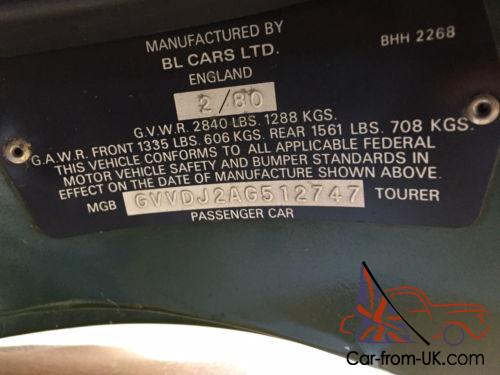 MANUFACTURED BY
BL CARS LTD.
BHH 2268
ENGLAND
2/80
G.V.W.R. 2840 LBS. 1288 KGS.
G.A.W.R. FRONT 1335 LBS. 606 KGS. REAR 1561 LBS. 708 KGS.
THIS VEHICLE CONFORMS TO ALL APPLICABLE FEDERAL
MOTOR VEHICLE SAFETY AND BUMPER STANDARDS IN
EFFECT ON THE DATE OF MANUFACTURE SHOWN ABOVE.
MGB GVVDJ2AG512747 TOURER
PASSENGER CAR
Car-from-UK.com